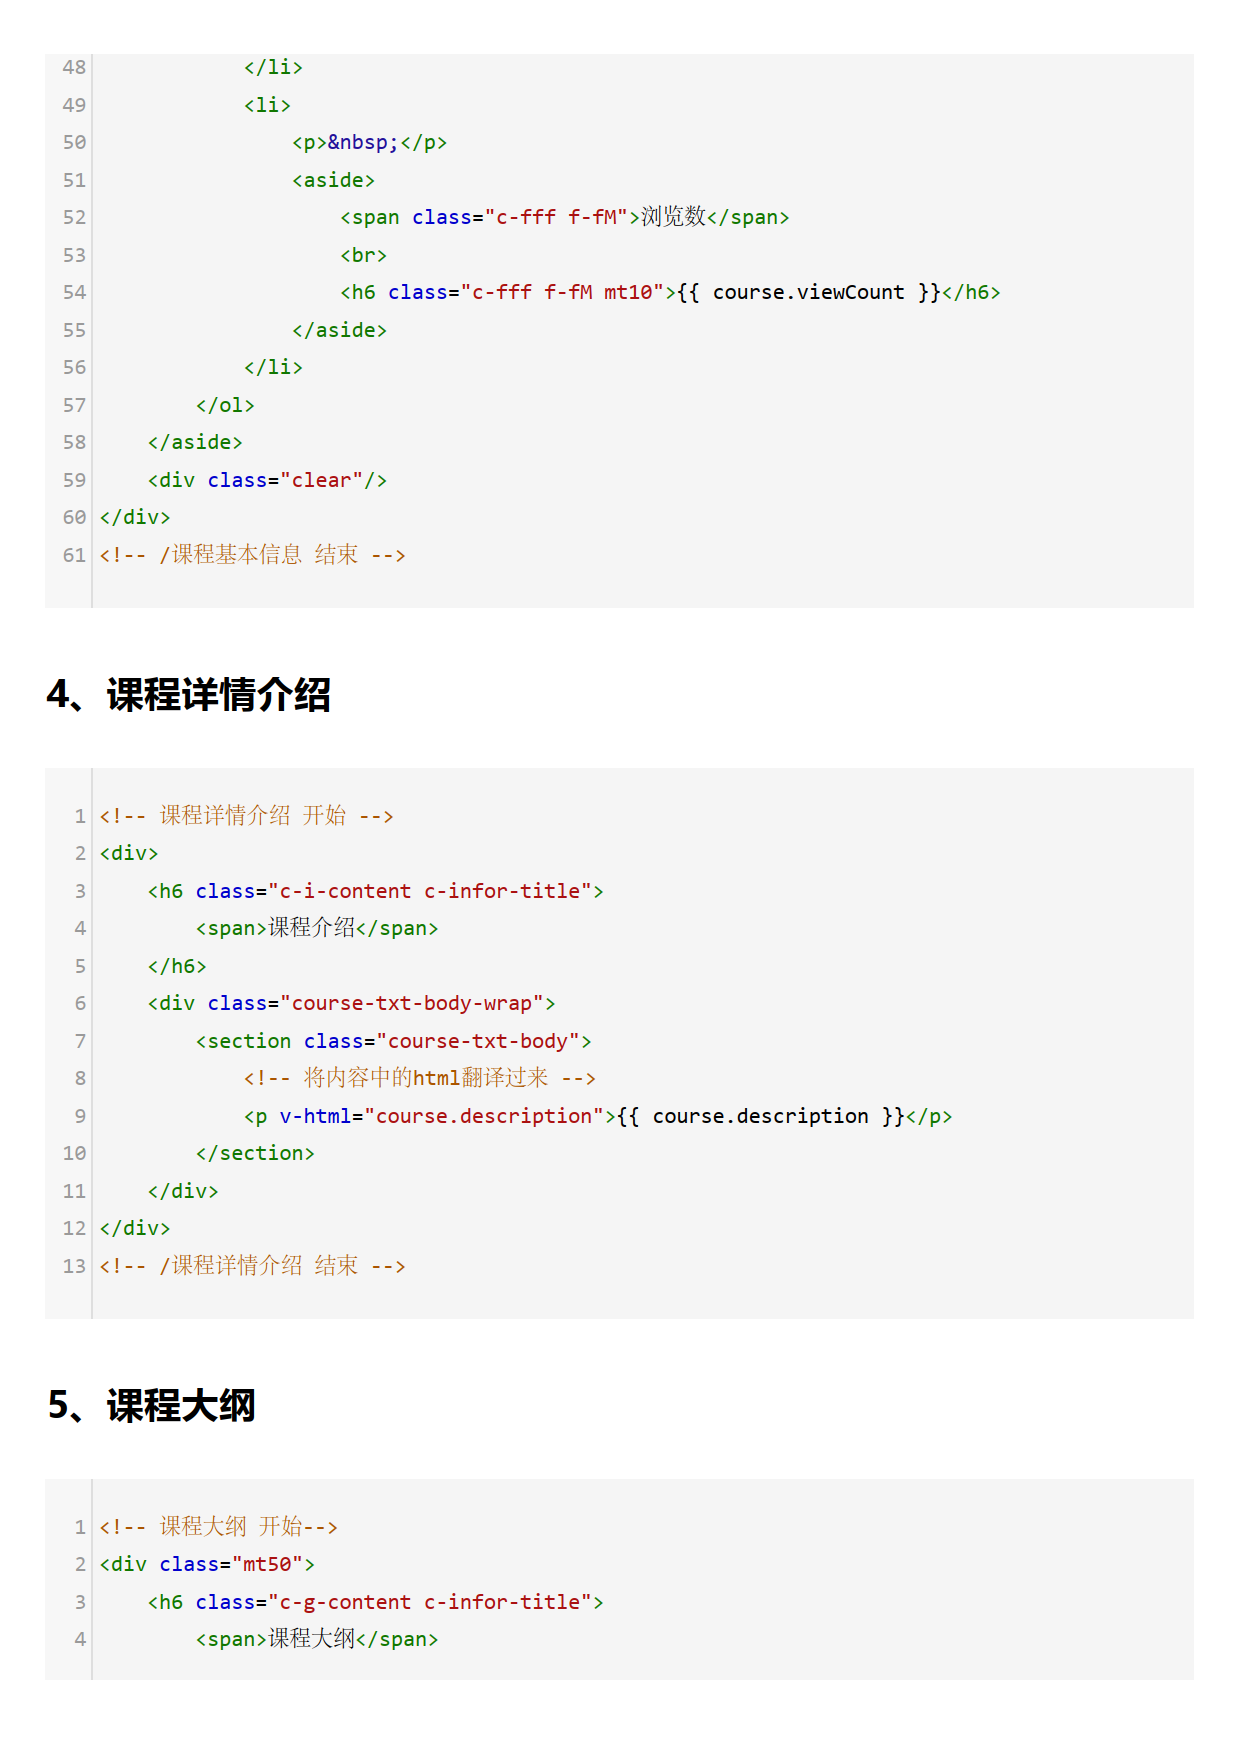 48             </li>
49             <li>
50                 <p>&nbsp;</p>
51                 <aside>
52                     <span class="c-fff f-fM">浏览数</span>
53                     <br>
54                     <h6 class="c-fff f-fM mt10">{{ course.viewCount }}</h6>
55                 </aside>
56             </li>
57         </ol>
58     </aside>
59     <div class="clear"/>
60 </div>
61 <!-- /课程基本信息 结束 -->
4、课程详情介绍
1 <!-- 课程详情介绍 开始 -->
2 <div>
3     <h6 class="c-i-content c-infor-title">
4         <span>课程介绍</span>
5     </h6>
6     <div class="course-txt-body-wrap">
7         <section class="course-txt-body">
8             <!-- 将内容中的html翻译过来 -->
9             <p v-html="course.description">{{ course.description }}</p>
10         </section>
11     </div>
12 </div>
13 <!-- /课程详情介绍 结束 -->
5、课程大纲
1 <!-- 课程大纲 开始-->
2 <div class="mt50">
3     <h6 class="c-g-content c-infor-title">
4         <span>课程大纲</span>